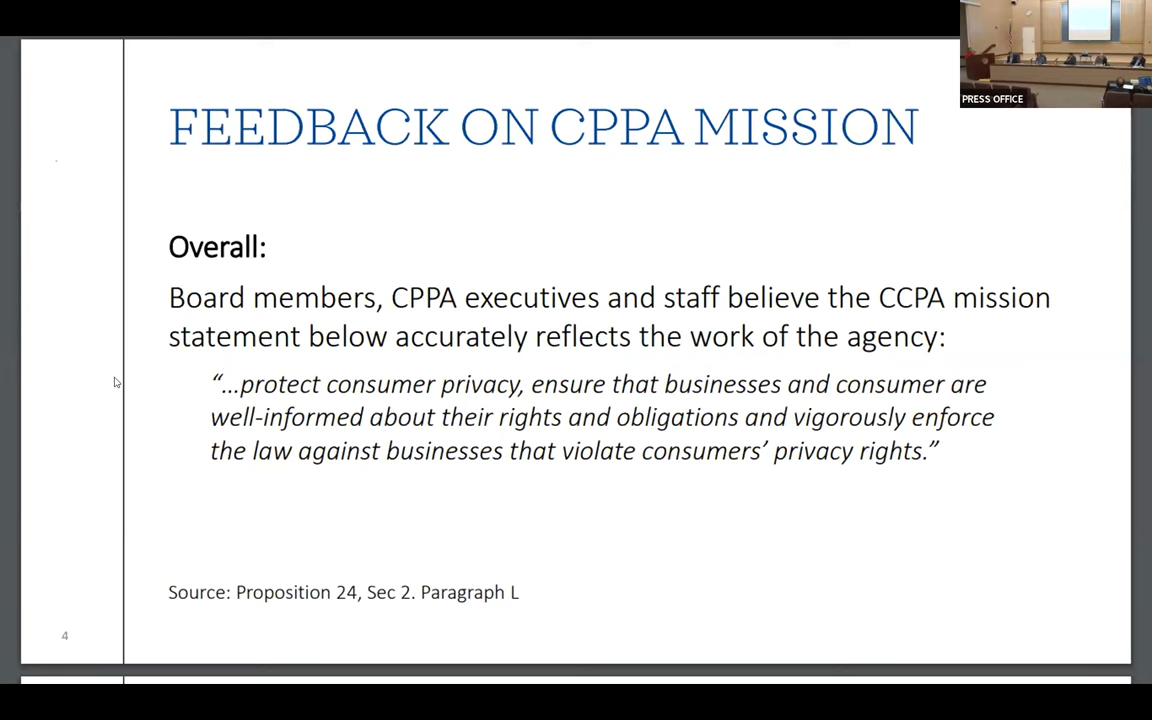 PRESS OFFICE
FEEDBACK ON CPPA MISSION
Overall:
Board members, CPPA executives and staff believe the CCPA mission
statement below accurately reflects the work of the agency:
“...protect consumer privacy, ensure that businesses and consumer are
well-informed about their rights and obligations and vigorously enforce
the law against businesses that violate consumers’ privacy rights.”
Source: Proposition 24, Sec 2. Paragraph L
4